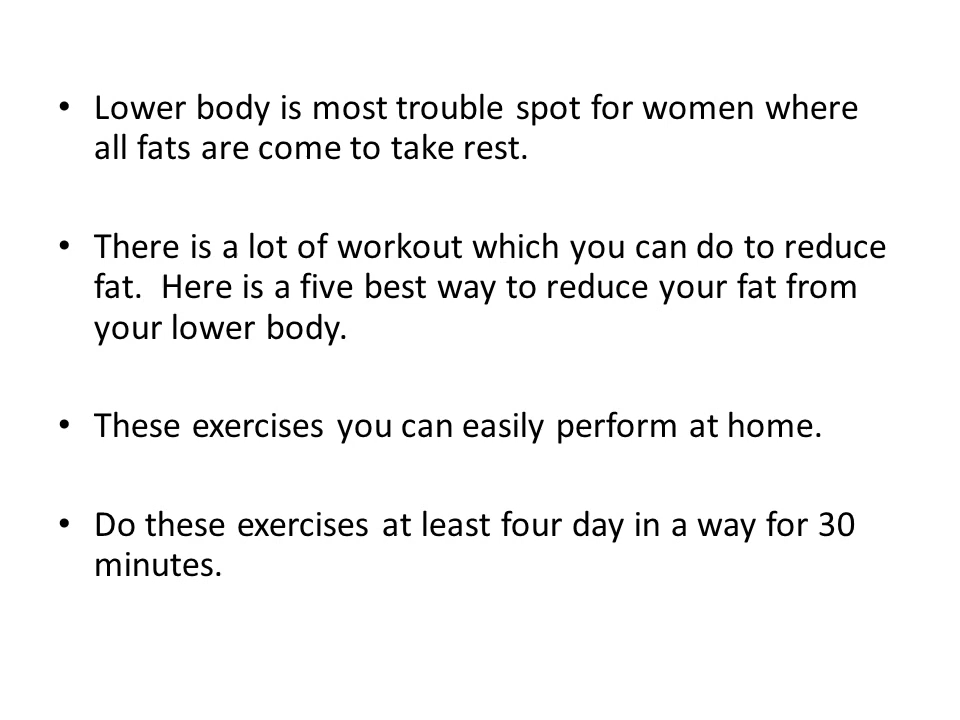 • Lower body is most trouble spot for women where
all fats are come to take rest.
• There is a lot of workout which you can do to reduce
fat.  Here is a five best way to reduce your fat from
your lower body.
• These exercises you can easily perform at home.
• Do these exercises at least four day in a way for 30
minutes.